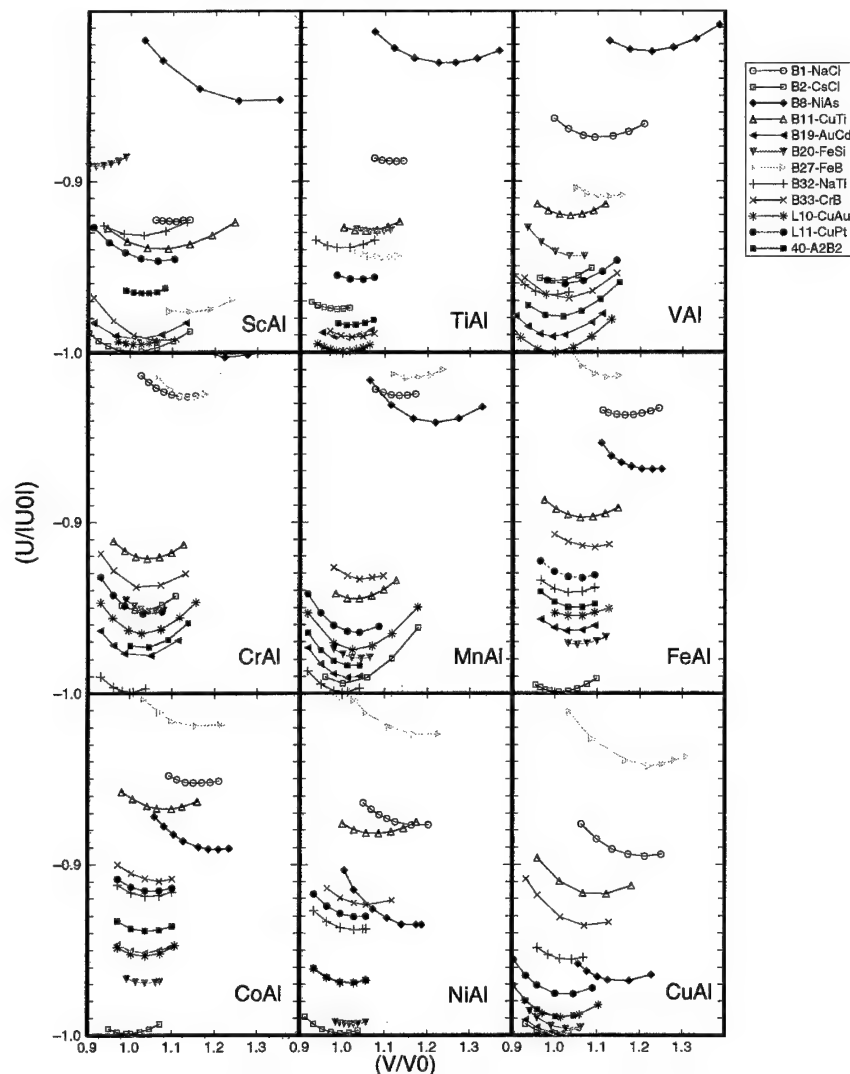 −0.9
ScAl
TiAl
VAl
−1.0
−0.9
CrAl
MnAl
FeAl
−1.0
−0.9
CoAl
NiAl
CuAl
−1.0
0.9 1.0 1.1 1.2 1.3
0.9 1.0 1.1 1.2 1.3
0.9 1.0 1.1 1.2 1.3
(U/IU0I)
(V/V0)
B1-NaCl
B2-CsCl
B8-NiAs
B11-CuTi
B19-AuCd
B20-FeSi
B27-FeB
B32-NaTl
B33-CrB
L10-CuAu
L11-CuPt
40-A2B2